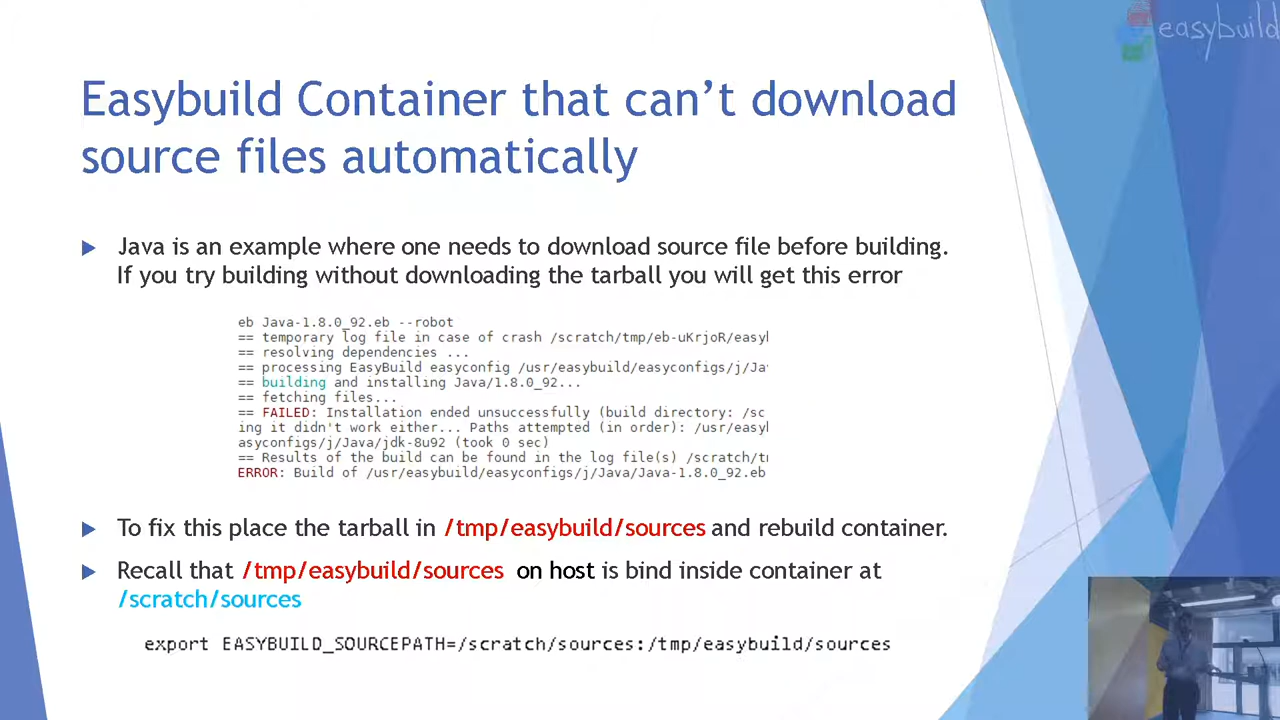 easybuild
Easybuild Container that can't download
source files automatically
Java is an example where one needs to download source file before building.
If you try building without downloading the tarball you will get this error
eb Java-1.8.0_92.eb --robot
== temporary log file in case of crash /scratch/tmp/eb-uKrjoR/easyb
== resolving dependencies ...
== processing EasyBuild easyconfig /usr/easybuild/easyconfigs/j/Ja
== building and installing Java/1.8.0_92...
== fetching files...
== FAILED: Installation ended unsuccessfully (build directory: /sc
ing it didn't work either... Paths attempted (in order): /usr/easyb
asyconfigs/j/Java/jdk-8u92 (took 0 sec)
== Results of the build can be found in the log file(s) /scratch/t
ERROR: Build of /usr/easybuild/easyconfigs/j/Java/Java-1.8.0_92.eb
To fix this place the tarball in /tmp/easybuild/sources and rebuild container.
Recall that /tmp/easybuild/sources on host is bind inside container at
/scratch/sources
export EASYBUILD_SOURCEPATH=/scratch/sources:/tmp/easybuild/sources